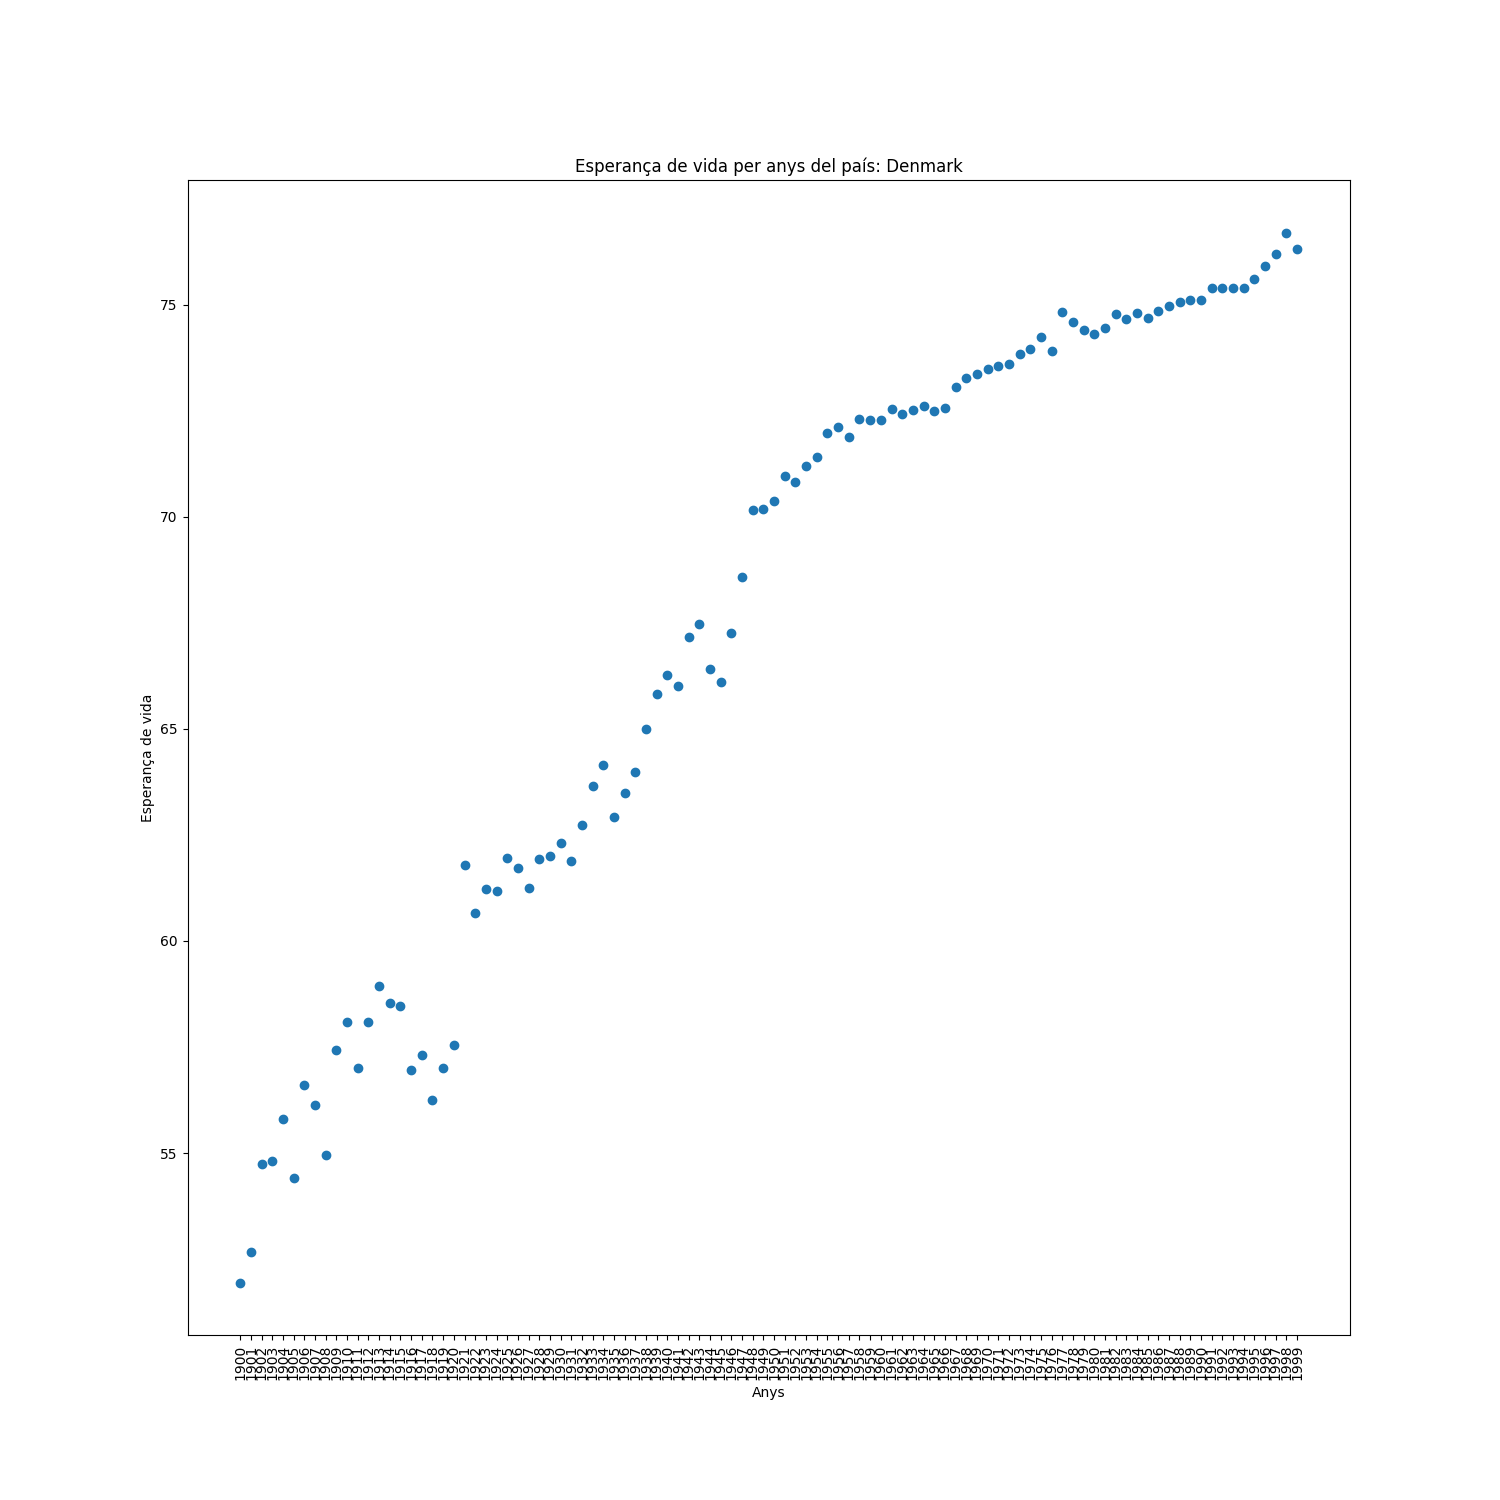 Esperança de vida per anys del país: Denmark
Esperança de vida
75
70
65
60
55
1900 1901 1902 1903 1904 1905 1906 1907 1908 1909 1910 1911 1912 1913 1914 1915 1916 1917 1918 1919 1920 1921 1922 1923 1924 1925 1926 1927 1928 1929 1930 1931 1932 1933 1934 1935 1936 1937 1938 1939 1940 1941 1942 1943 1944 1945 1946 1947 1948 1949 1950 1951 1952 1953 1954 1955 1956 1957 1958 1959 1960 1961 1962 1963 1964 1965 1966 1967 1968 1969 1970 1971 1972 1973 1974 1975 1976 1977 1978 1979 1980 1981 1982 1983 1984 1985 1986 1987 1988 1989 1990 1991 1992 1993 1994 1995 1996 1997 1998 1999
Anys